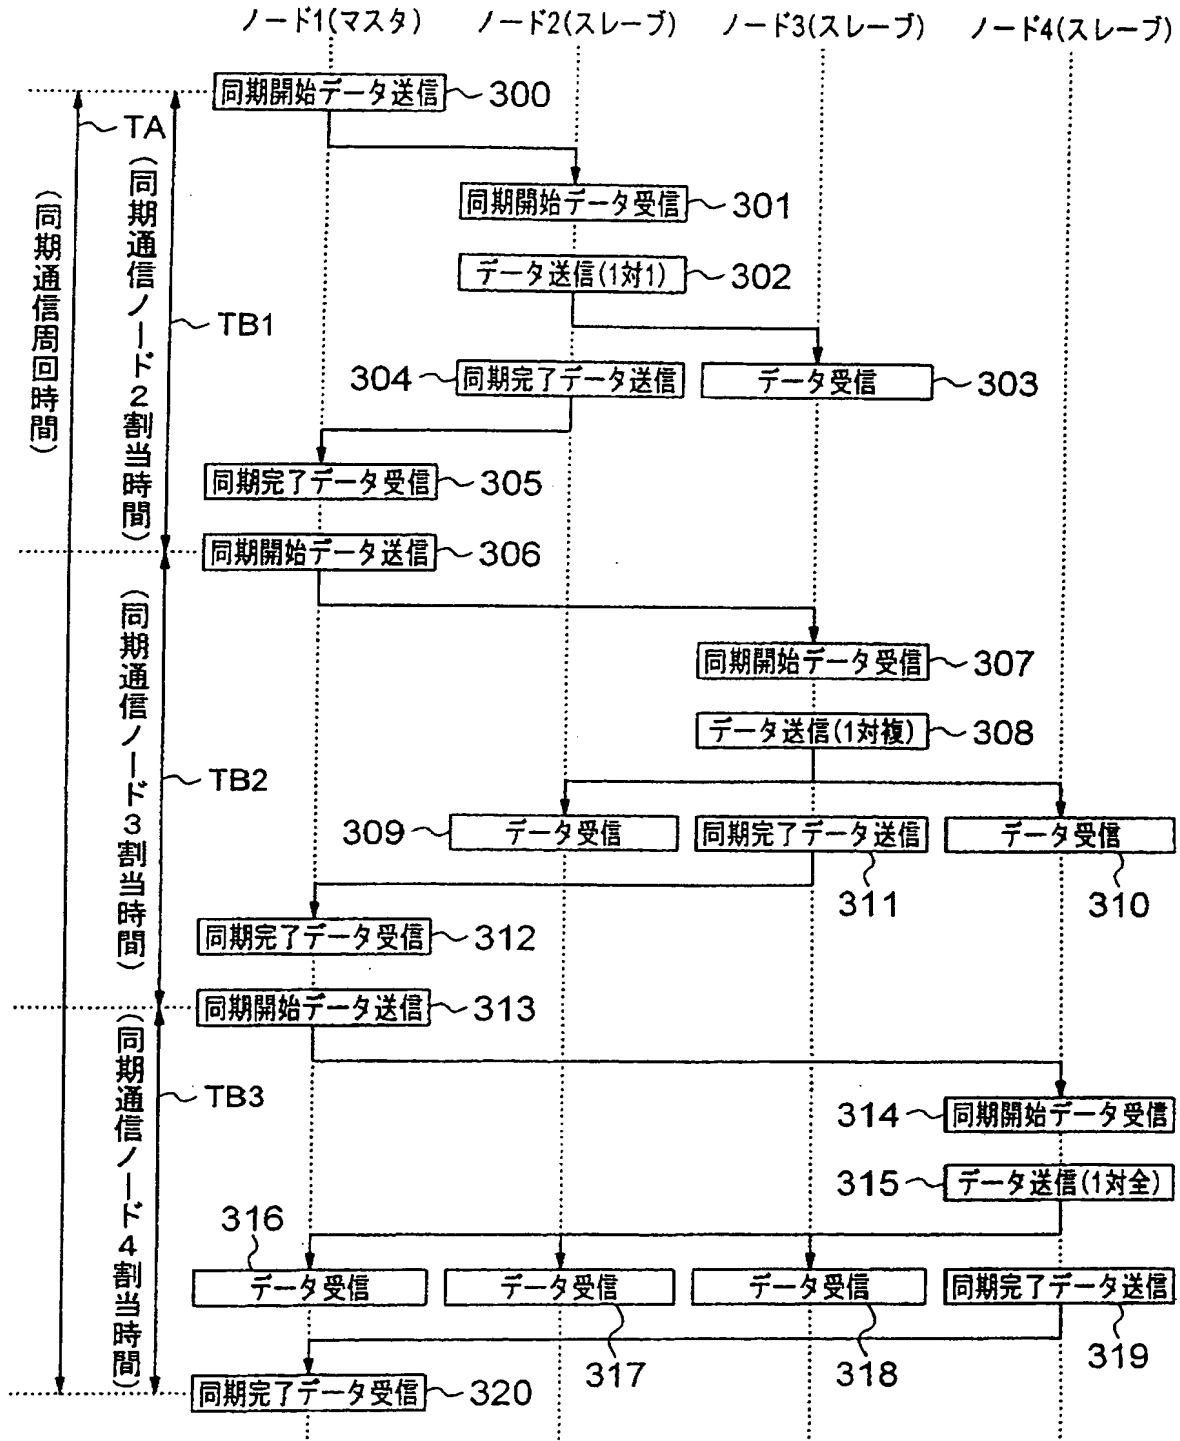 ノード1(マスタ) ノード2(スレーブ) ノード3(スレーブ) ノード4(スレーブ)
同期開始データ送信 300
TA
(同期通信周回時間)
(同期通信ノード2割当時間)
TB1
同期開始データ受信 301
データ送信(1対1) 302
304 同期完了データ送信
データ受信 303
同期完了データ受信 305
同期開始データ送信 306
(同期通信ノード3割当時間)
TB2
同期開始データ受信 307
データ送信(1対複) 308
309 データ受信
同期完了データ送信
データ受信
311
310
同期完了データ受信 312
同期開始データ送信 313
(同期通信ノード4割当時間)
TB3
314 同期開始データ受信
315 データ送信(1対全)
316
データ受信
データ受信
データ受信
同期完了データ送信
317
318
319
同期完了データ受信 320